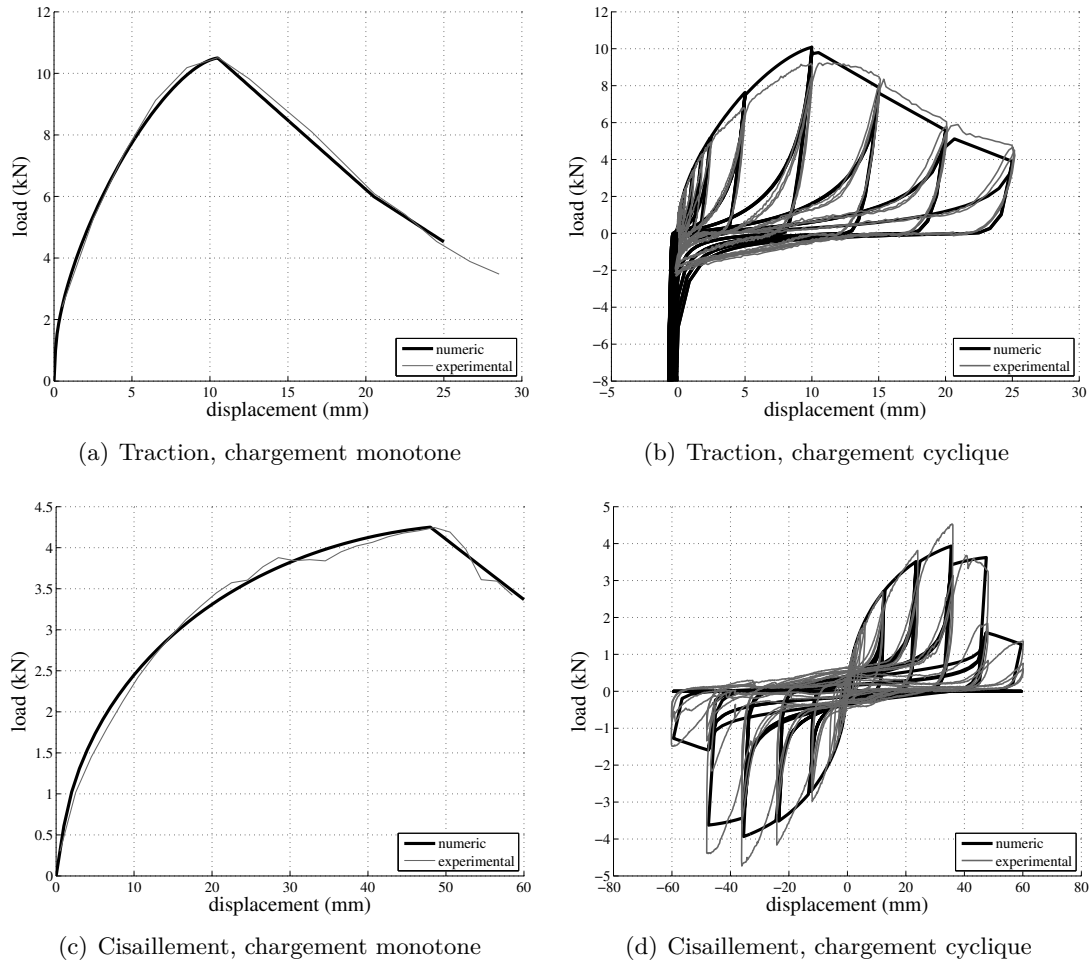 12
10
8
6
4
2
0
load (kN)
0 5 10 15 20 25 30
displacement (mm)
numeric
experimental
(a) Traction, chargement monotone
12
10
8
6
4
2
0
−2
−4
−6
−8
load (kN)
−5 0 5 10 15 20 25 30
displacement (mm)
numeric
experimental
(b) Traction, chargement cyclique
4.5
4
3.5
3
2.5
2
1.5
1
0.5
0
load (kN)
0 10 20 30 40 50 60
displacement (mm)
numeric
experimental
(c) Cisaillement, chargement monotone
5
4
3
2
1
0
−1
−2
−3
−4
−5
load (kN)
−80 −60 −40 −20 0 20 40 60 80
displacement (mm)
numeric
experimental
(d) Cisaillement, chargement cyclique